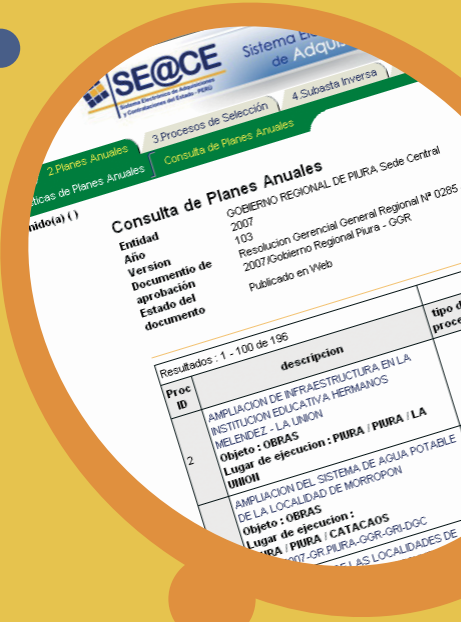 SE@CE
Sistema Electrónico de Adquisiciones
y Contrataciones del Estado - PERÚ
Sistema
de
2.Planes Anuales
3.Procesos de Selección
4.Subasta Inversa
de Planes Anuales
Consulta de Planes Anuales
nido(a) ( )
Consulta de Planes Anuales
Entidad GOBIERNO REGIONAL DE PIURA Sede Central
Año 2007
Version 103
Documentio de Resolucion Gerencial General Regional Nº 0285
aprobación 2007/Gobierno Regional Piura - GGR
Estado del Publicado en Web
documento
Resultados : 1 - 100 de 196
Proc descripcion tipo d
ID proce
AMPLIACION DE INFRAESTRUCTURA EN LA
INSTITUCION EDUCATIVA HERMANOS
MELENDEZ - LA UNION
2 Objeto : OBRAS
Lugar de ejecucion : PIURA / PIURA / LA
UNION
AMPLIACION DEL SISTEMA DE AGUA POTABLE
DE LA LOCALIDAD DE MORROPON
Objeto : OBRAS
Lugar de ejecucion :
/ PIURA / CATACAOS
007-GR.PIURA-GGR-GRI-DGC
LAS LOCALIDADES DE